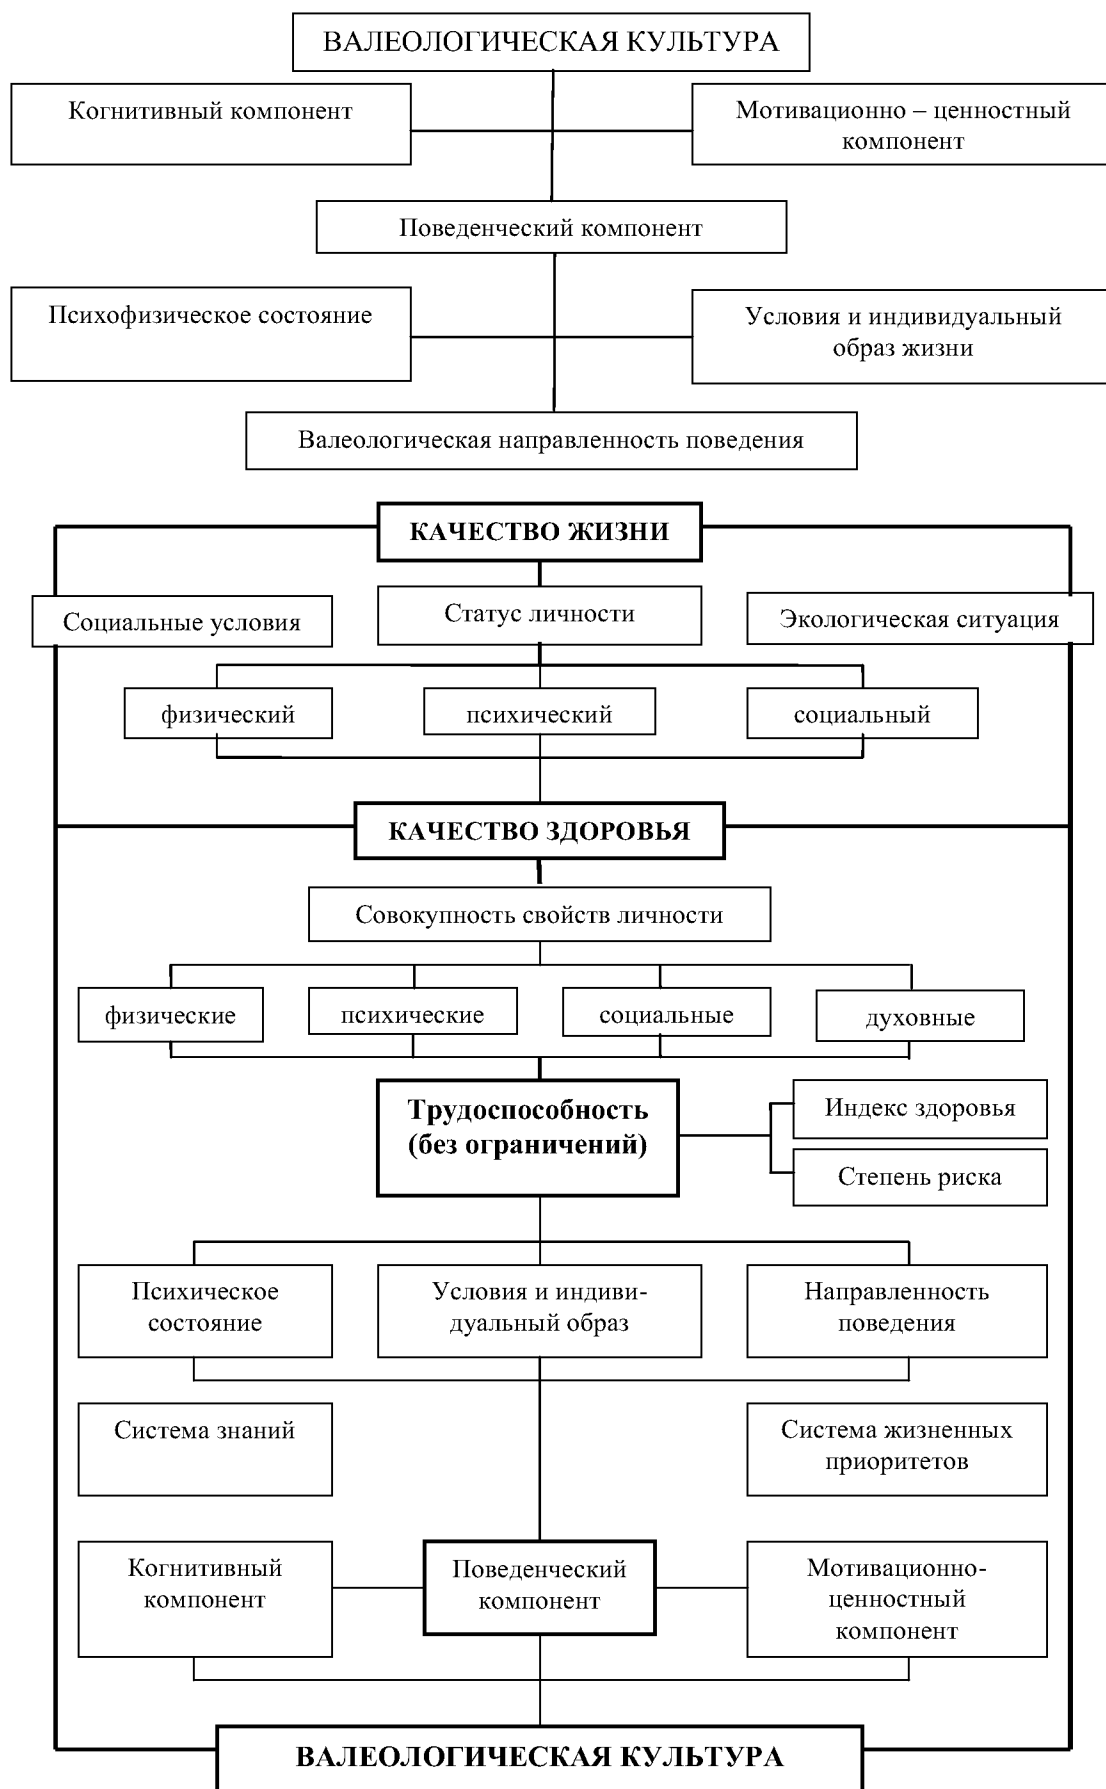 ВАЛЕОЛОГИЧЕСКАЯ КУЛЬТУРА
Когнитивный компонент
Мотивационно – ценностный
компонент
Поведенческий компонент
Психофизическое состояние
Условия и индивидуальный
образ жизни
Валеологическая направленность поведения
КАЧЕСТВО ЖИЗНИ
Социальные условия
Статус личности
Экологическая ситуация
физический
психический
социальный
КАЧЕСТВО ЗДОРОВЬЯ
Совокупность свойств личности
физические
психические
социальные
духовные
Трудоспособность
(без ограничений)
Индекс здоровья
Степень риска
Психическое
состояние
Условия и индиви-
дуальный образ
Направленность
поведения
Система знаний
Система жизненных
приоритетов
Когнитивный
компонент
Поведенческий
компонент
Мотивационно-
ценностный
компонент
ВАЛЕОЛОГИЧЕСКАЯ КУЛЬТУРА